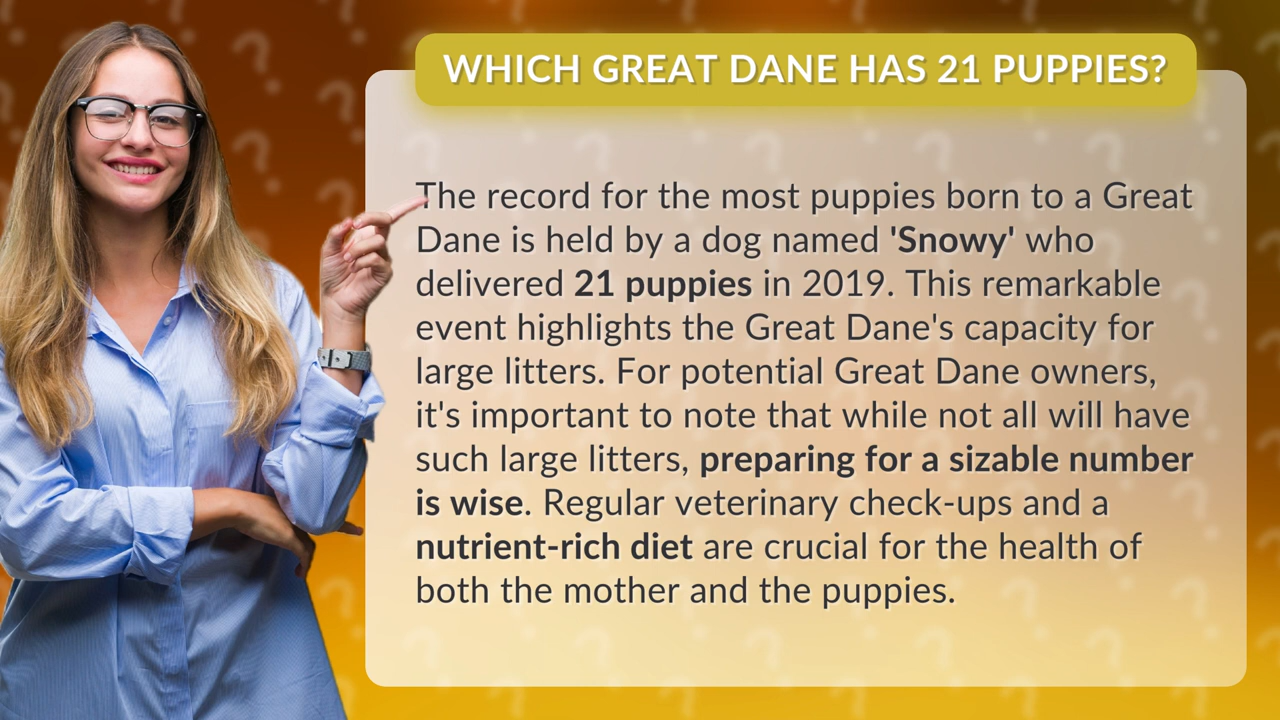 WHICH GREAT DANE HAS 21 PUPPIES?
The record for the most puppies born to a Great
Dane is held by a dog named 'Snowy' who
delivered 21 puppies in 2019. This remarkable
event highlights the Great Dane's capacity for
large litters. For potential Great Dane owners,
it's important to note that while not all will have
such large litters, preparing for a sizable number
is wise. Regular veterinary check-ups and a
nutrient-rich diet are crucial for the health of
both the mother and the puppies.